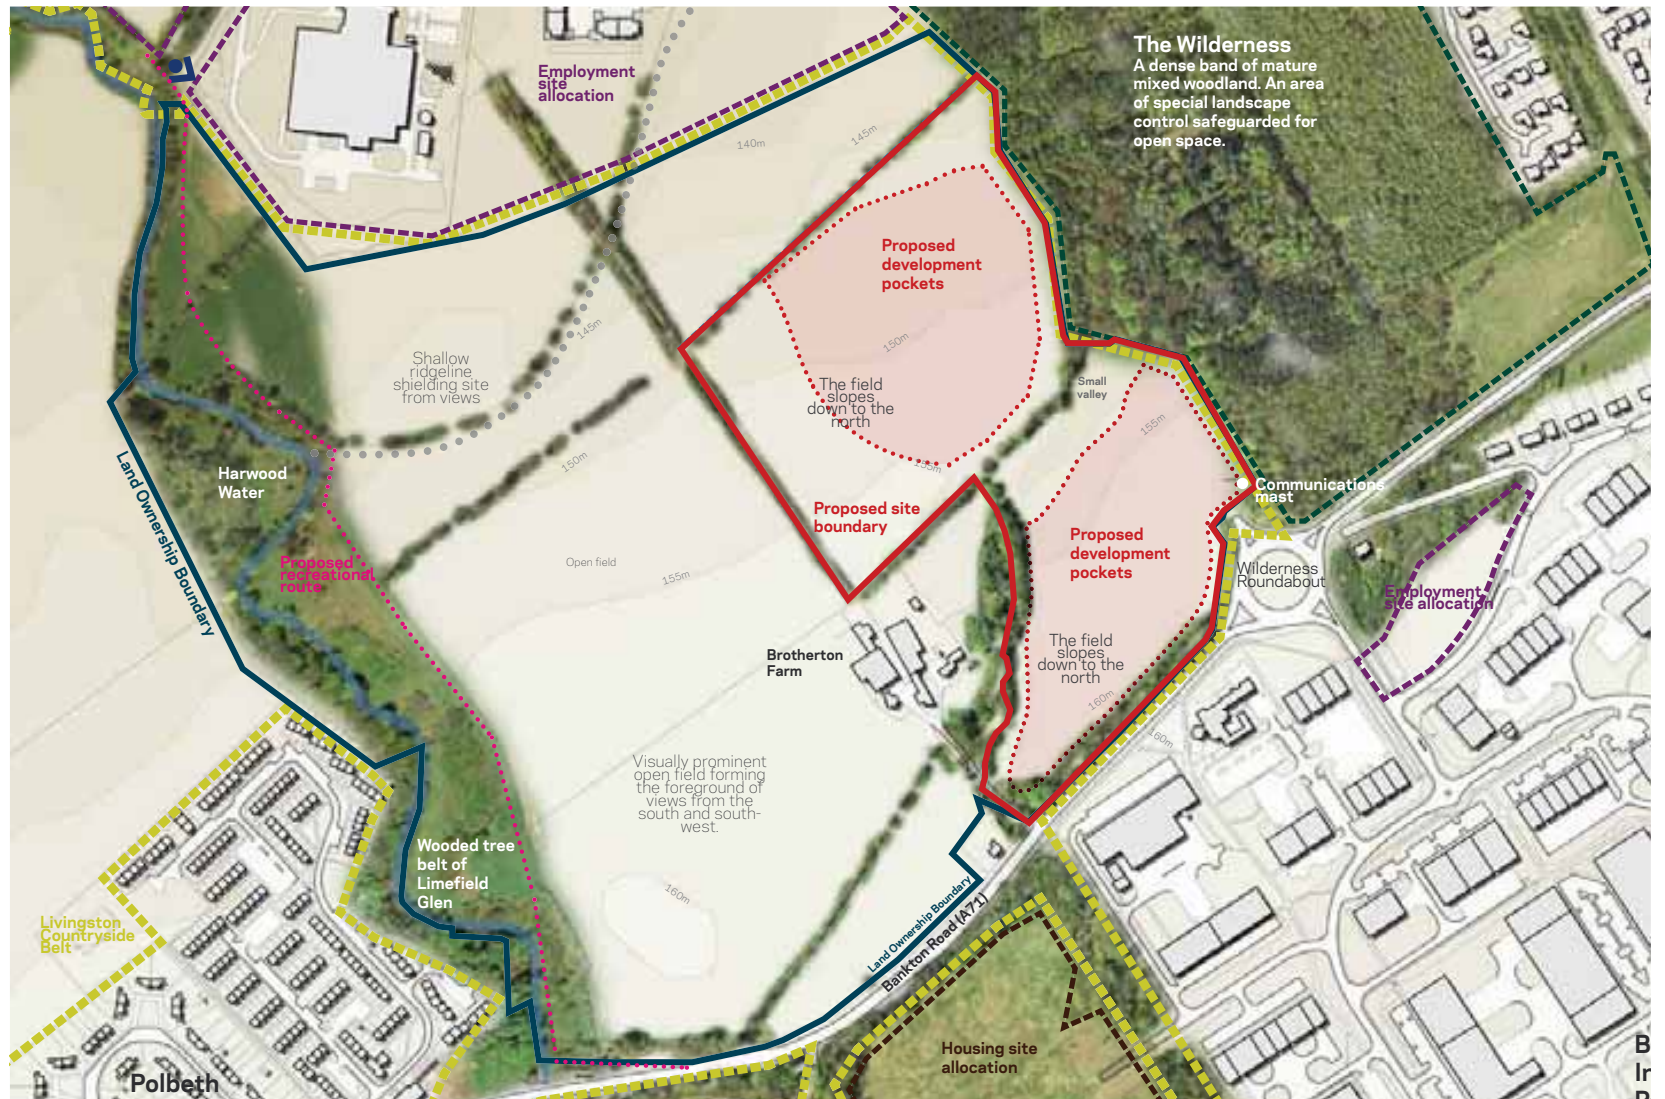 Employment
site
allocation
The Wilderness
A dense band of mature
mixed woodland. An area
of special landscape
control safeguarded for
open space.
140m
145m
Proposed
development
pockets
145m
150m
Shallow
ridgeline
shielding site
from views
The field
slopes
down to the
north
Small
valley
155m
150m
155m
Harwood
Water
Communications
mast
Land Ownership Boundary
Proposed site
boundary
Proposed
development
pockets
Open field
155m
Proposed
recreational
route
Wilderness
Roundabout
Employment
site allocation
Brotherton
Farm
The field
slopes
down to the
north
160m
160m
Visually prominent
open field forming
the foreground of
views from the
south and south-
west.
Wooded tree
belt of
Limefield
Glen
160m
Land Ownership Boundary
Bankton Road (A71)
Livingston
Countryside
Belt
Housing site
allocation
Polbeth
B
In